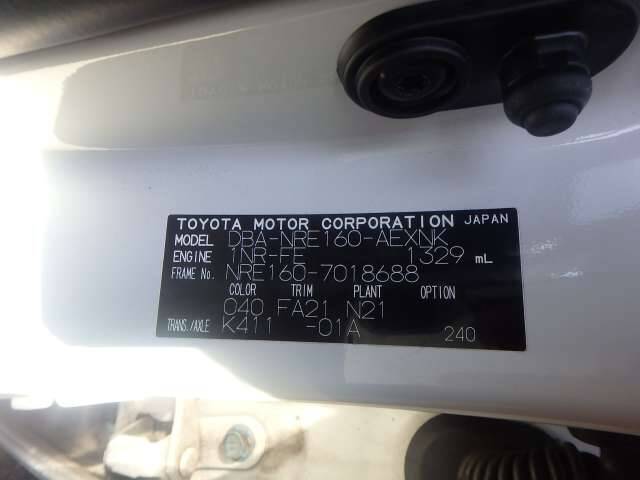 TOYOTA MOTOR CORPORATION JAPAN
MODEL DBA-NRE160-AEXNK
ENGINE 1NR-FE 1329 mL
FRAME No. NRE160-7018688
COLOR TRIM PLANT OPTION
040 FA21 N21
TRANS./AXLE K411 -01A 240